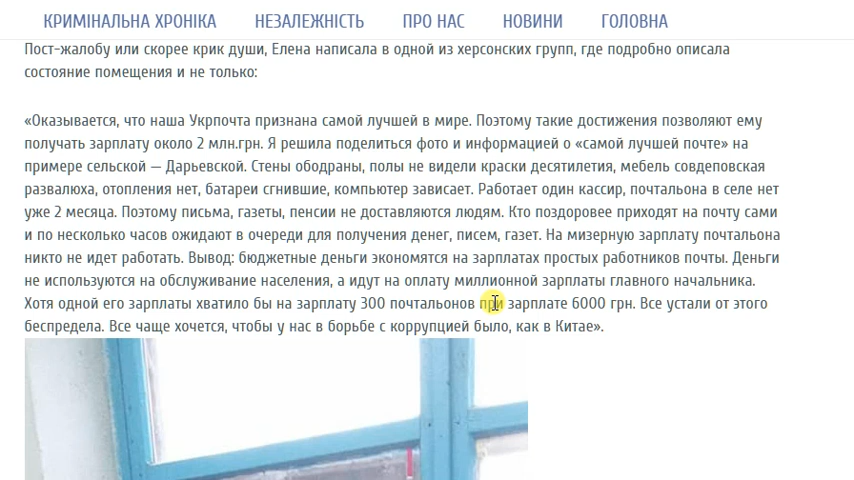 КРИМІНАЛЬНА ХРОНІКА НЕЗАЛЕЖНІСТЬ ПРО НАС НОВИНИ ГОЛОВНА
Пост-жалобу или скорее крик души, Елена написала в одной из херсонских групп, где подробно описала
состояние помещения и не только:
«Оказывается, что наша Укрпочта признана самой лучшей в мире. Поэтому такие достижения позволяют ему
получать зарплату около 2 млн.грн. Я решила поделиться фото и информацией о «самой лучшей почте» на
примере сельской — Дарьевской. Стены ободраны, полы не видели краски десятилетия, мебель совдеповская
развалюха, отопления нет, батареи сгнившие, компьютер зависает. Работает один кассир, почтальона в селе нет
уже 2 месяца. Поэтому письма, газеты, пенсии не доставляются людям. Кто поздоровее приходят на почту сами
и по несколько часов ожидают в очереди для получения денег, писем, газет. На мизерную зарплату почтальона
никто не идет работать. Вывод: бюджетные деньги экономятся на зарплатах простых работников почты. Деньги
не используются на обслуживание населения, а идут на оплату миллионной зарплаты главного начальника.
Хотя одной его зарплаты хватило бы на зарплату 300 почтальонов при зарплате 6000 грн. Все устали от этого
беспредела. Все чаще хочется, чтобы у нас в борьбе с коррупцией было, как в Китае».